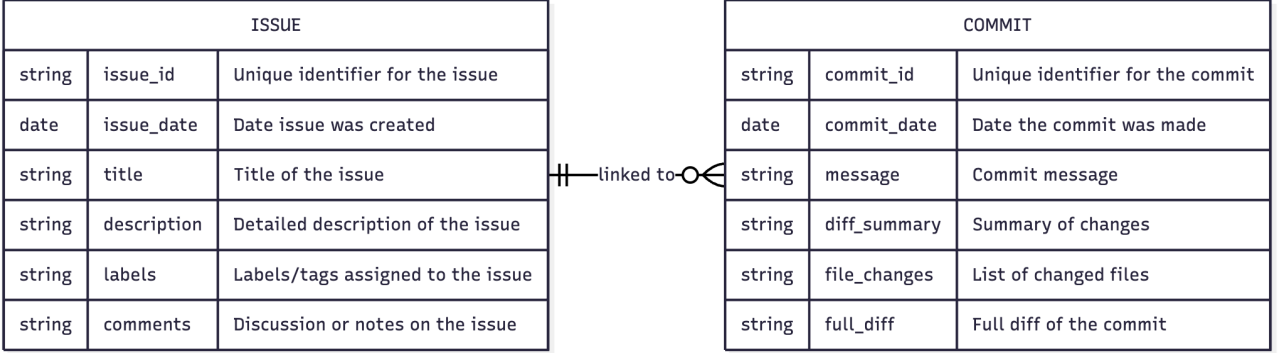 ISSUE
string issue_id Unique identifier for the issue
date issue_date Date issue was created
string title Title of the issue
string description Detailed description of the issue
string labels Labels/tags assigned to the issue
string comments Discussion or notes on the issue
linked to
COMMIT
string commit_id Unique identifier for the commit
date commit_date Date the commit was made
string message Commit message
string diff_summary Summary of changes
string file_changes List of changed files
string full_diff Full diff of the commit